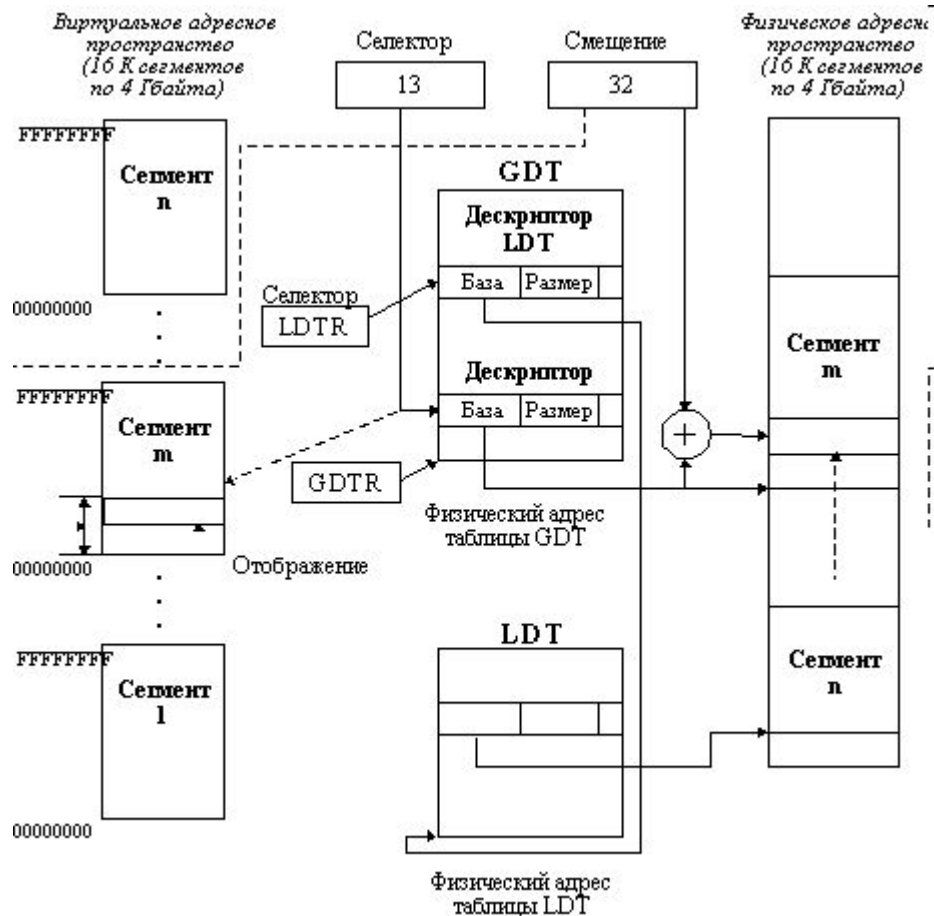 Виртуальное адресное
пространство
(16 К сегментов
по 4 Гбайта)
Селектор
13
Смещение
32
Физическое адресн
пространство
(16 К сегментов
по 4 Гбайта)
FFFFFFFF
Сегмент
n
00000000
GDT
Дескриптор
LDT
База Размер
Селектор
LDTR
Дескриптор
База Размер
GDTR
Физический адрес
таблицы GDT
FFFFFFFF
Сегмент
m
00000000
Отображение
Сегмент
m
LDT
FFFFFFFF
Сегмент
l
00000000
Сегмент
n
Физический адрес
таблицы LDT